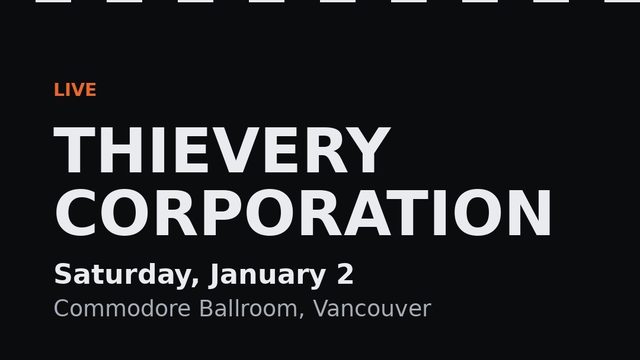 LIVE
THIEVERY
CORPORATION
Saturday, January 2
Commodore Ballroom, Vancouver